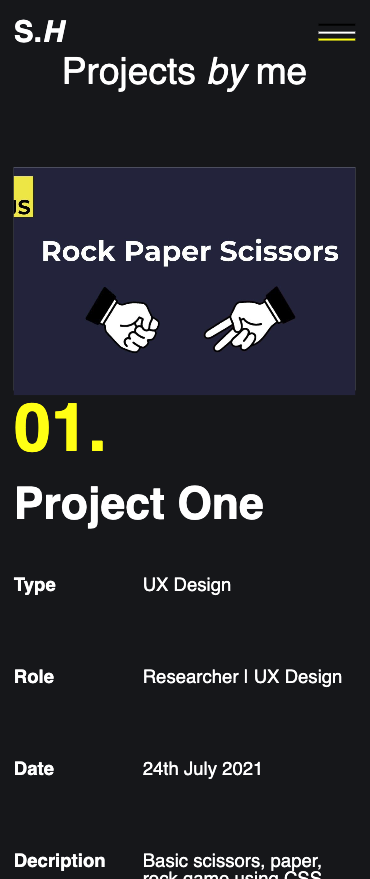 S.H
Projects by me
JS
Rock Paper Scissors
01.
Project One
Type UX Design
Role Researcher | UX Design
Date 24th July 2021
Decription Basic scissors, paper,
rock game using CSS